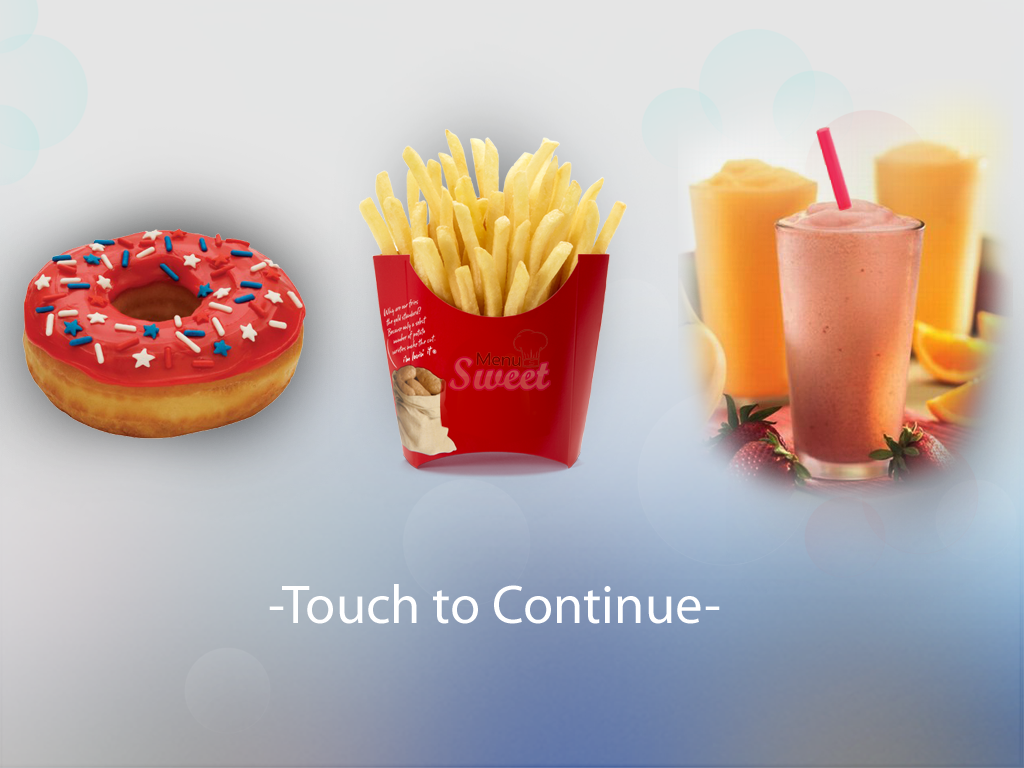 Why are our fries
the gold standard?
Because only a select
number of potato
varieties make the cut.
i'm lovin' it
Menu
Sweet
-Touch to Continue-